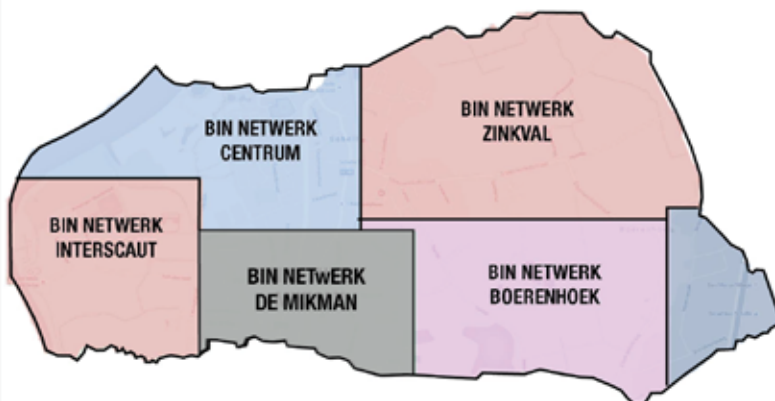 BIN NETWERK
CENTRUM
BIN NETWERK
ZINKVAL
BIN NETWERK
INTERSCAUT
BIN NETwERK
DE MIKMAN
BIN NETWERK
BOERENHOEK